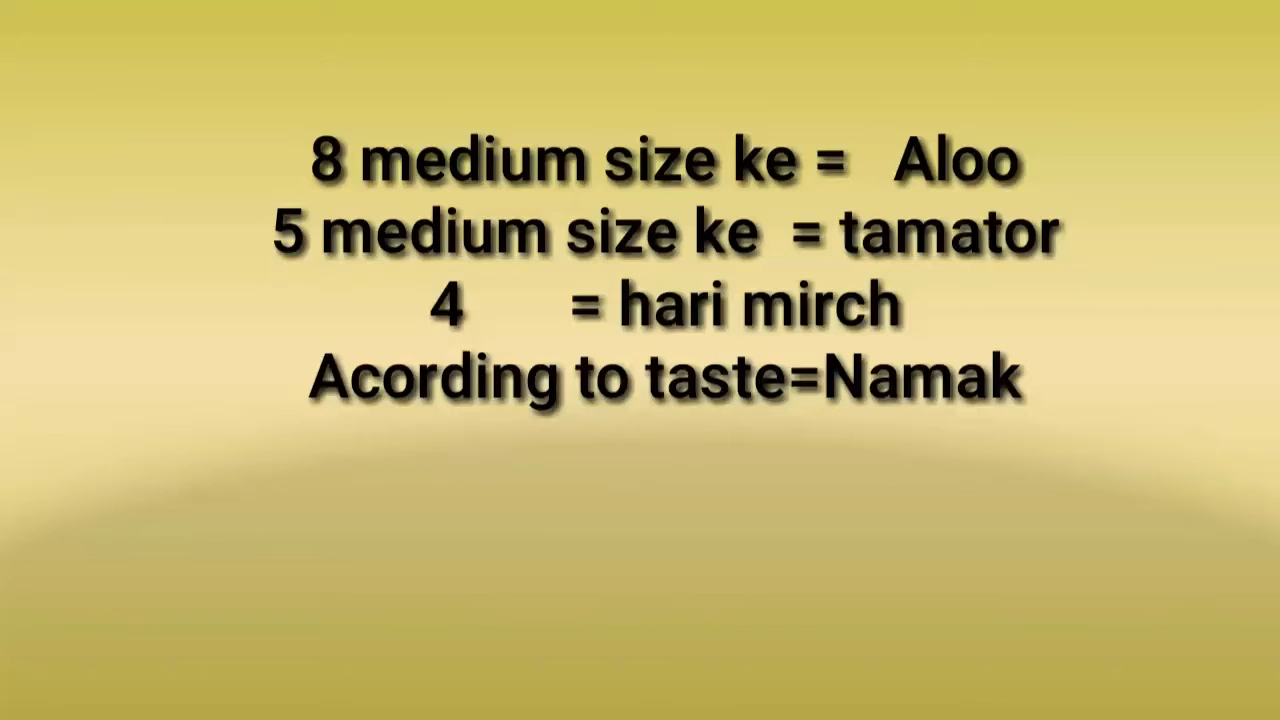 8 medium size ke = Aloo
5 medium size ke = tamator
4 = hari mirch
Acording to taste=Namak